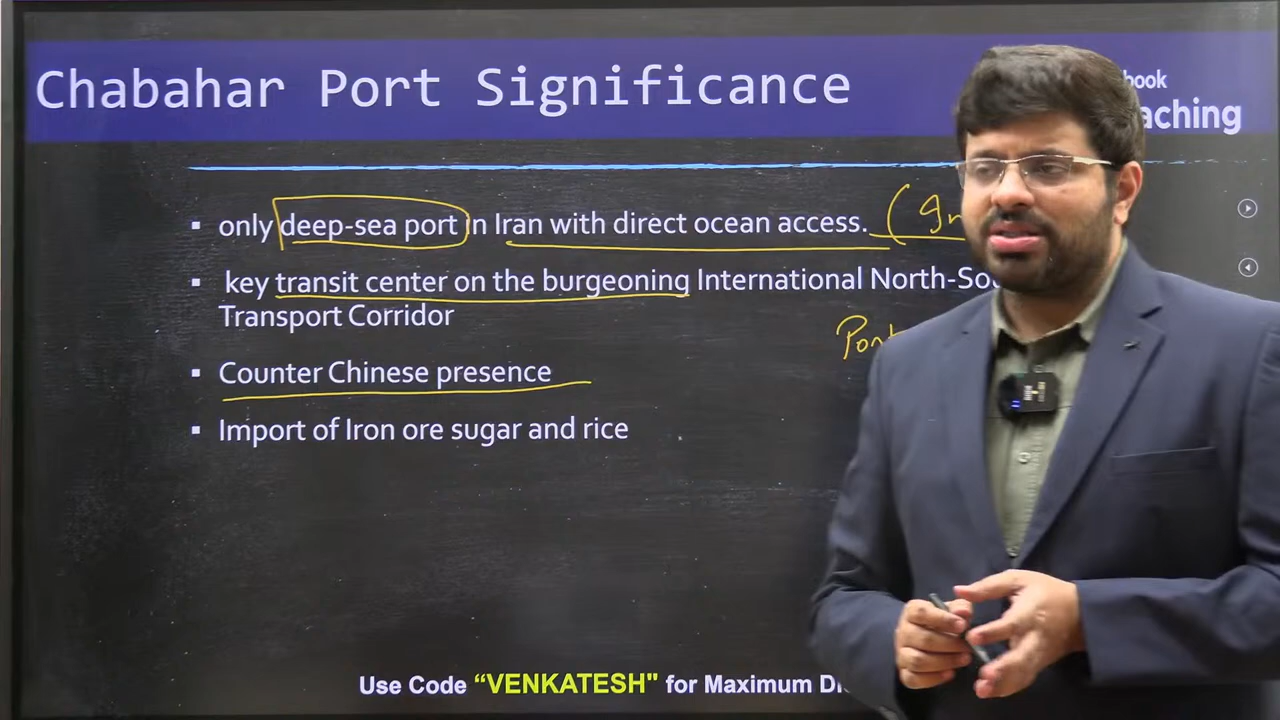 Chabahar Port Significance
book
aching
▪ only deep-sea port in Iran with direct ocean access.
▪ key transit center on the burgeoning International North-So
Transport Corridor
Port
▪ Counter Chinese presence
▪ Import of Iron ore sugar and rice
Use Code “VENKATESH" for Maximum Di